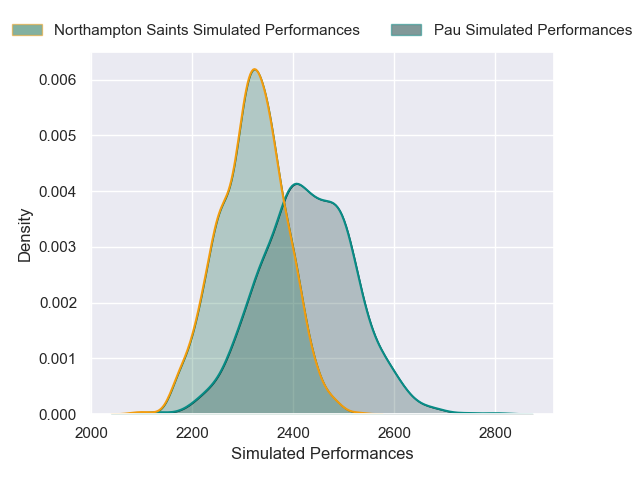 Northampton Saints Simulated Performances
Pau Simulated Performances
0.006
0.005
0.004
0.003
0.002
0.001
0.000
Density
2000 2200 2400 2600 2800
Simulated Performances